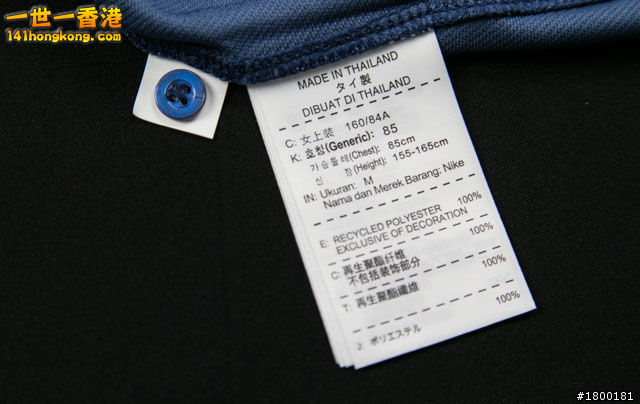 一世一香港
141hongkong.com
MADE IN THAILAND
タイ製
DIBUAT DI THAILAND
C: 女上装 160/84A
K: 호칭(Generic): 85
가슴둘레(Chest): 85cm
신 장(Height): 155-165cm
IN: Ukuran: M
Nama dan Merek Barang: Nike
E: RECYCLED POLYESTER 100%
EXCLUSIVE OF DECORATION
C: 再生聚酯纤维 100%
不包括装饰部分
T: 再生聚酯纖維 100%
J: ポリエステル 100%
#1800181